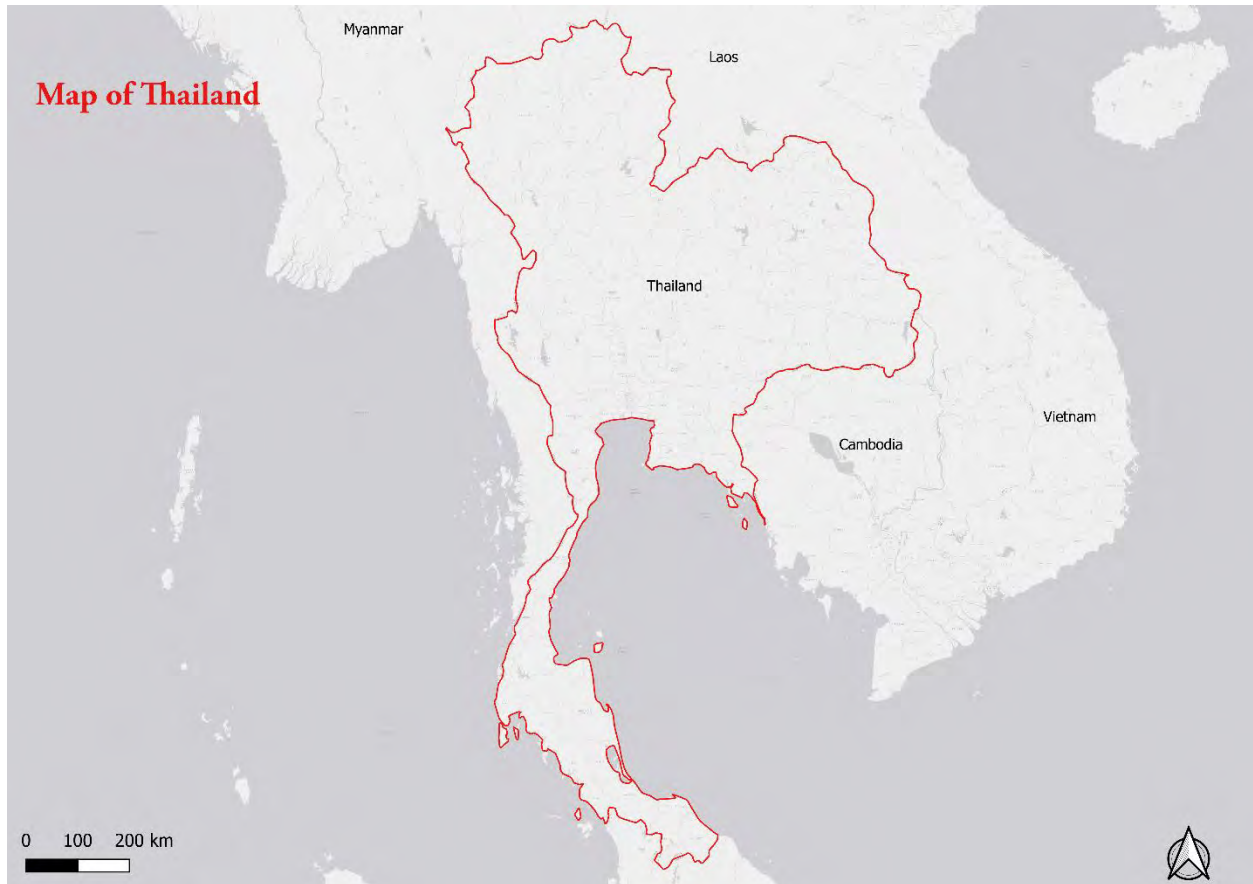 Myanmar
Laos
Map of Thailand
Thailand
Vietnam
Cambodia
0 100 200 km